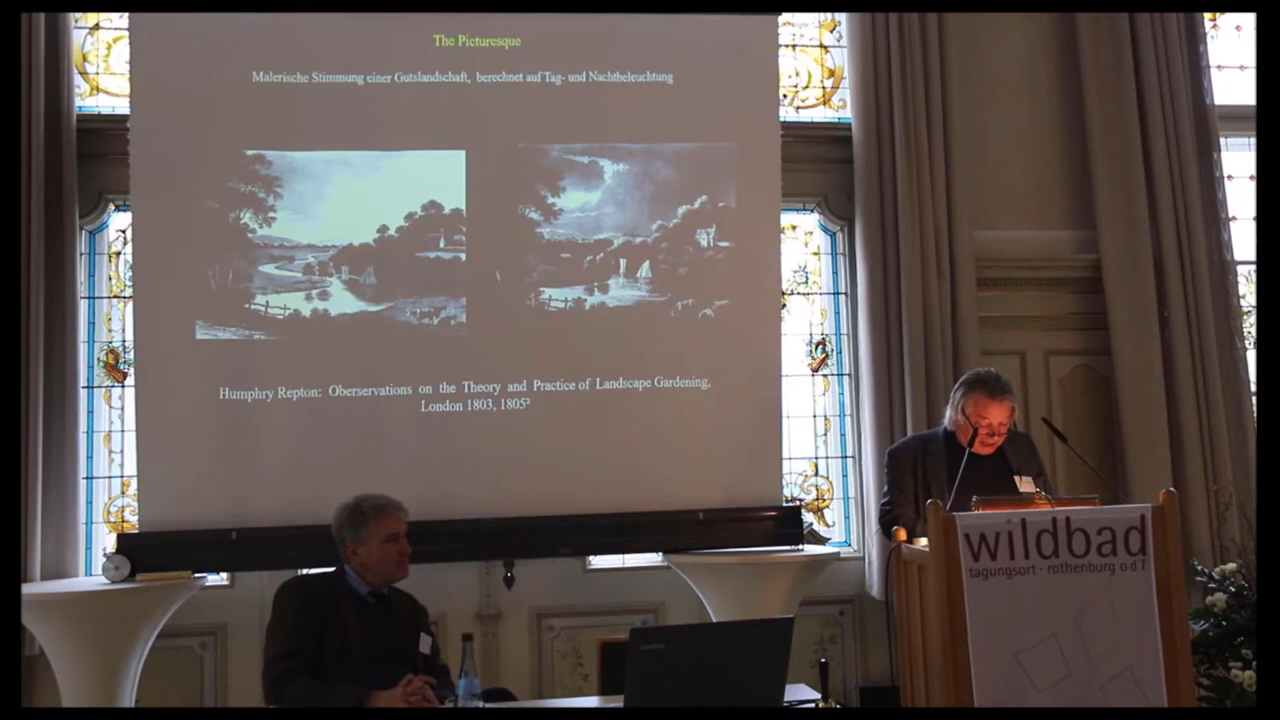 The Picturesque
Malerische Stimmung einer Gutslandschaft, berechnet auf Tag- und Nachtbeleuchtung
Humphry Repton: Oberservations on the Theory and Practice of Landscape Gardening,
London 1803, 1805²
wildbad
tagungsort · rothenburg o d T